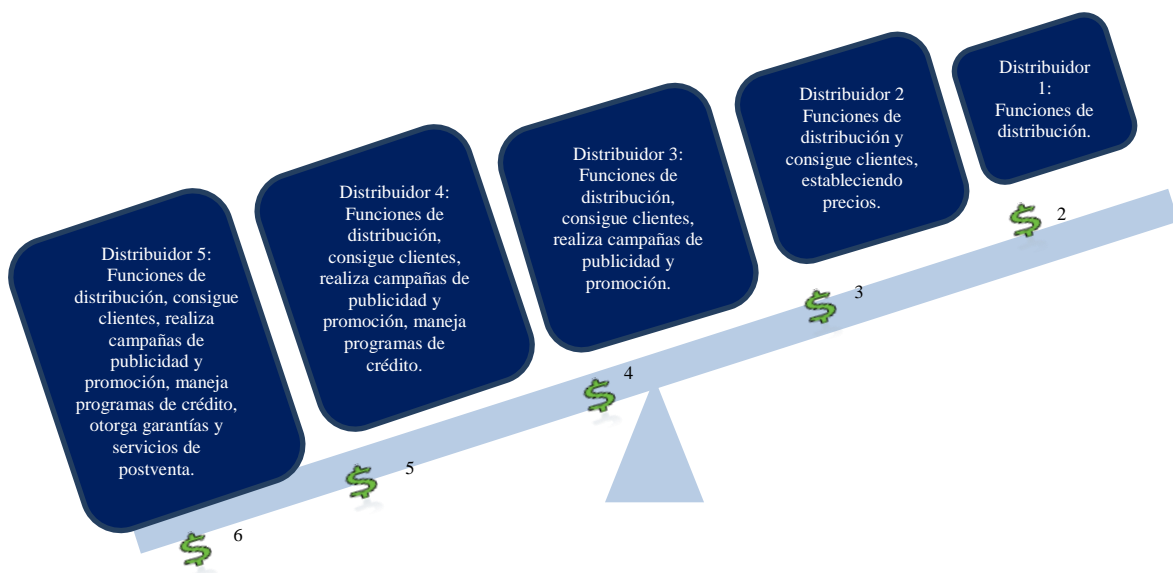 Distribuidor 5:
Funciones de
distribución, consigue
clientes, realiza
campañas de
publicidad y
promoción, maneja
programas de crédito,
otorga garantías y
servicios de
postventa.
Distribuidor 4:
Funciones de
distribución,
consigue clientes,
realiza campañas de
publicidad y
promoción, maneja
programas de
crédito.
Distribuidor 3:
Funciones de
distribución,
consigue clientes,
realiza campañas de
publicidad y
promoción.
Distribuidor 2
Funciones de
distribución y
consigue clientes,
estableciendo
precios.
Distribuidor
1:
Funciones de
distribución.
$ 6
$ 5
$ 4
$ 3
$ 2